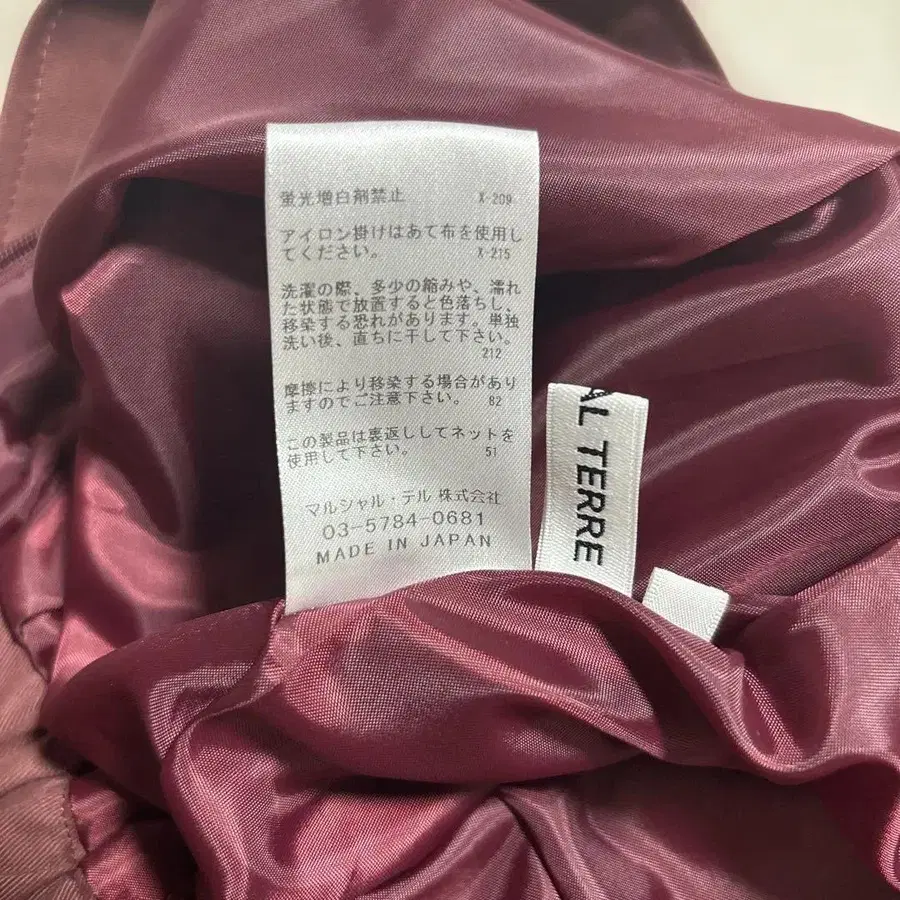 蛍光増白剤禁止 X-209
アイロン掛けはあて布を使用し
てください。 X-215
洗濯の際、多少の縮みや、濡れ
た状態で放置すると色落ちし、
移染する恐れがあります。単独
洗い後、直ちに干して下さい。
212
摩擦により移染する場合があり
ますのでご注意下さい。 82
この製品は裏返ししてネットを
使用して下さい。 51
マルシャル・テル 株式会社
03-5784-0681
MADE IN JAPAN
AL TERRE